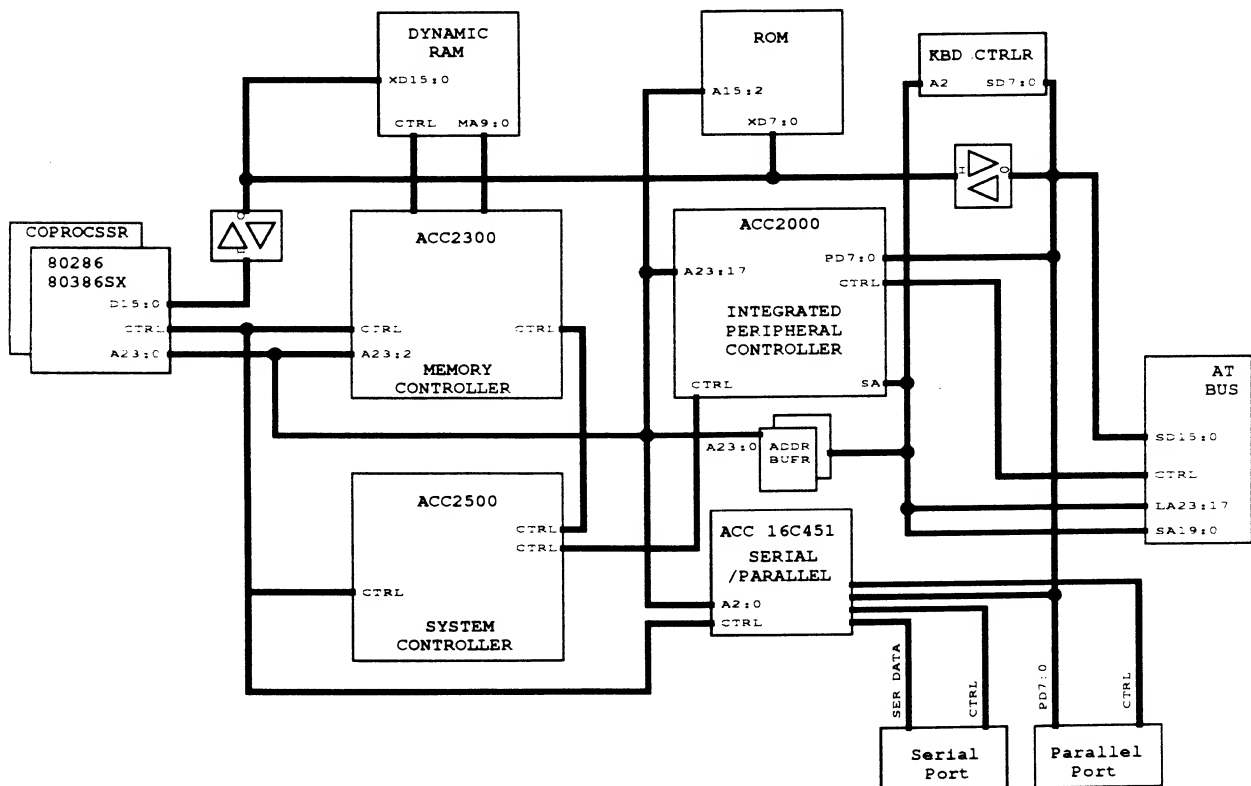 DYNAMIC
RAM
XD15:0
CTRL MA9:0
ROM
A15:2
XD7:0
KBD CTRLR
A2 SD7:0
H O
O L
COPROCSSR
80286
80386SX
D15:0
CTRL
A23:0
ACC2300
CTRL CTRL
A23:2
MEMORY
CONTROLLER
ACC2000
PD7:0
A23:17
CTRL
INTEGRATED
PERIPHERAL
CONTROLLER
CTRL SA
AT
BUS
SD15:0
CTRL
LA23:17
SA19:0
A23:0
ADDR
BUFR
ACC2500
CTRL
CTRL
CTRL
SYSTEM
CONTROLLER
ACC 16C451
SERIAL
/PARALLEL
A2:0
CTRL
SER DATA
CTRL
PD7:0
CTRL
Serial
Port
Parallel
Port